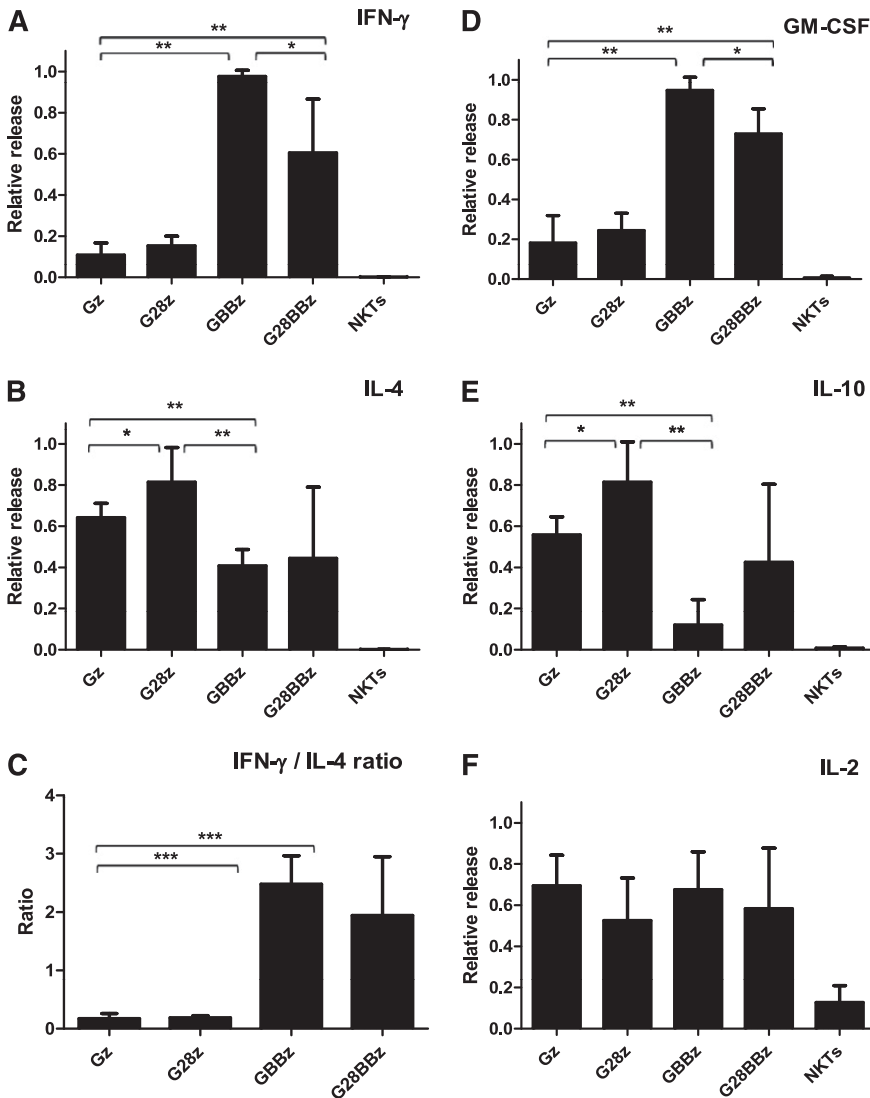 A
IFN-γ
**
**
*
Relative release
1.0
0.8
0.6
0.4
0.2
0.0
Gz
G28z
GBBz
G28BBz
NKTs
D
GM-CSF
**
**
*
Relative release
1.0
0.8
0.6
0.4
0.2
0.0
Gz
G28z
GBBz
G28BBz
NKTs
B
IL-4
**
*
**
Relative release
1.0
0.8
0.6
0.4
0.2
0.0
Gz
G28z
GBBz
G28BBz
NKTs
E
IL-10
**
*
**
Relative release
1.0
0.8
0.6
0.4
0.2
0.0
Gz
G28z
GBBz
G28BBz
NKTs
C
IFN-γ / IL-4 ratio
***
***
Ratio
4
3
2
1
0
Gz
G28z
GBBz
G28BBz
F
IL-2
Relative release
1.0
0.8
0.6
0.4
0.2
0.0
Gz
G28z
GBBz
G28BBz
NKTs